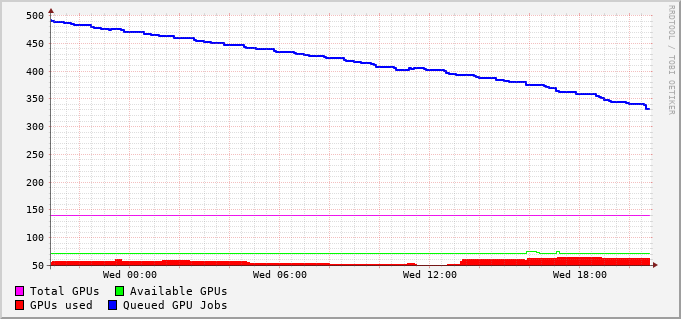 500
450
400
350
300
250
200
150
100
50
Wed 00:00 Wed 06:00 Wed 12:00 Wed 18:00
Total GPUs Available GPUs
GPUs used Queued GPU Jobs
RRDTOOL / TOBI OETIKER